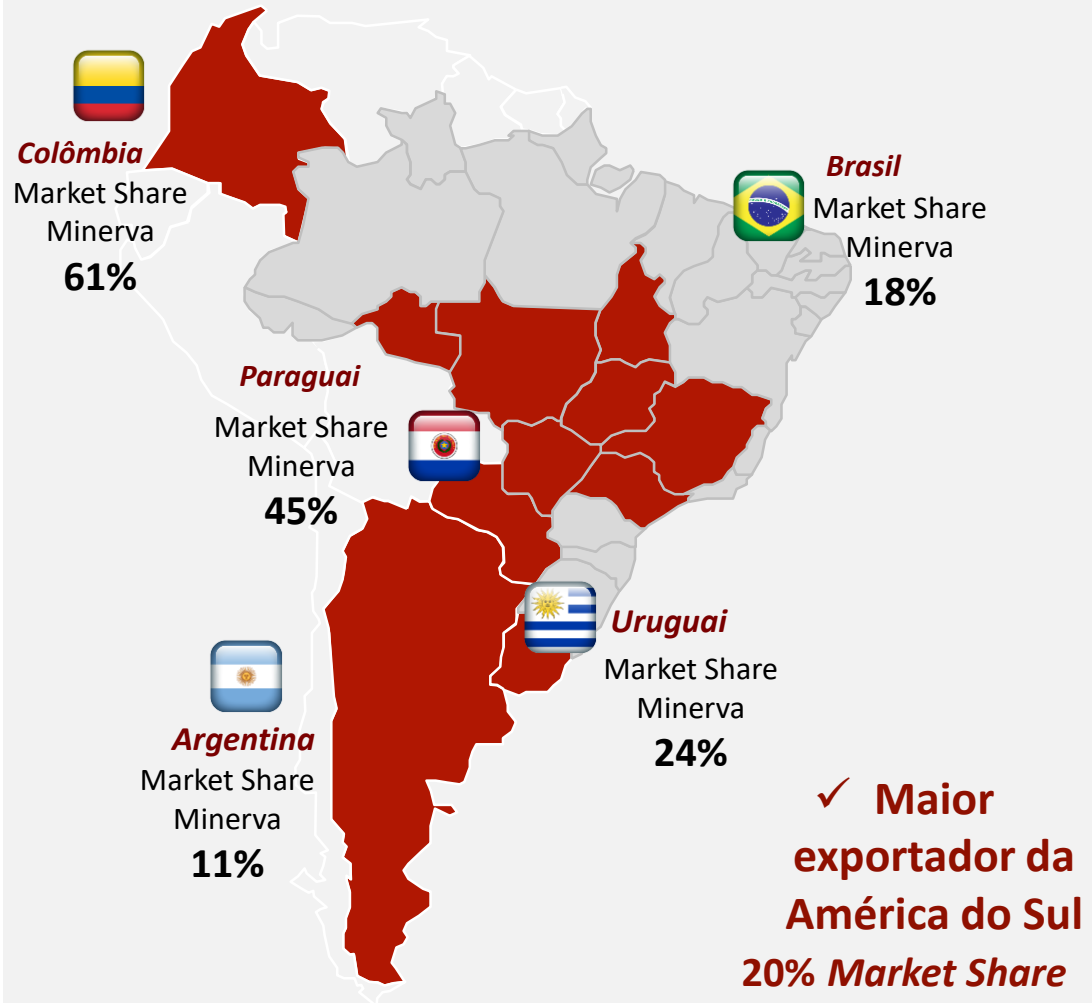 Colômbia
Market Share
Minerva
61%
Brasil
Market Share
Minerva
18%
Paraguai
Market Share
Minerva
45%
Uruguai
Market Share
Minerva
24%
Argentina
Market Share
Minerva
11%
✓ Maior
exportador da
América do Sul
20% Market Share